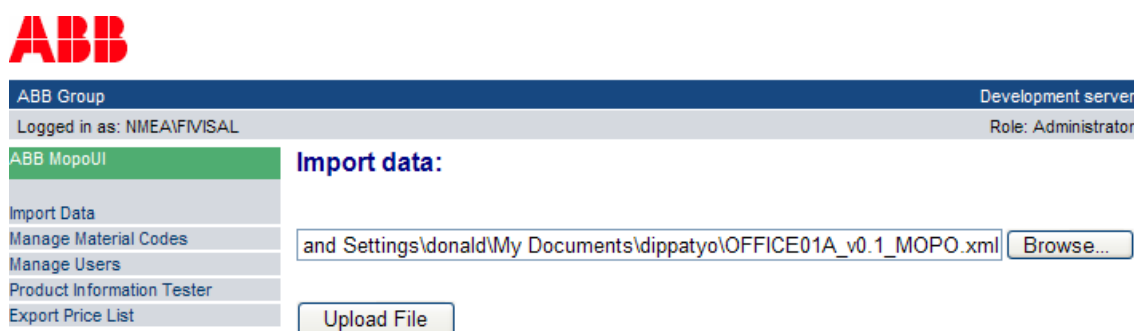 ABB
ABB Group Development server
Logged in as: NMEA\FIVISAL Role: Administrator
ABB MopoUI
Import data:
Import Data
Manage Material Codes
Manage Users
Product Information Tester
Export Price List
and Settings\donald\My Documents\dippatyo\OFFICE01A_v0.1_MOPO.xml Browse...
Upload File